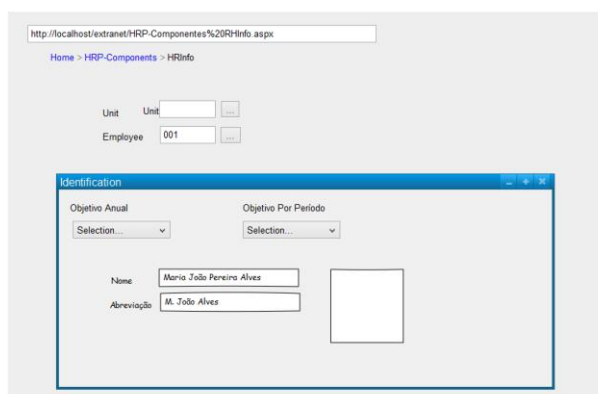 http://localhost/extranet/HRP-Componentes%20RHInfo.aspx
Home > HRP-Components > HRInfo
Unit Unit ...
Employee 001 ...
Identification
Objetivo Anual Objetivo Por Período
Selection... Selection...
Nome Maria João Pereira Alves
Abreviação M. João Alves